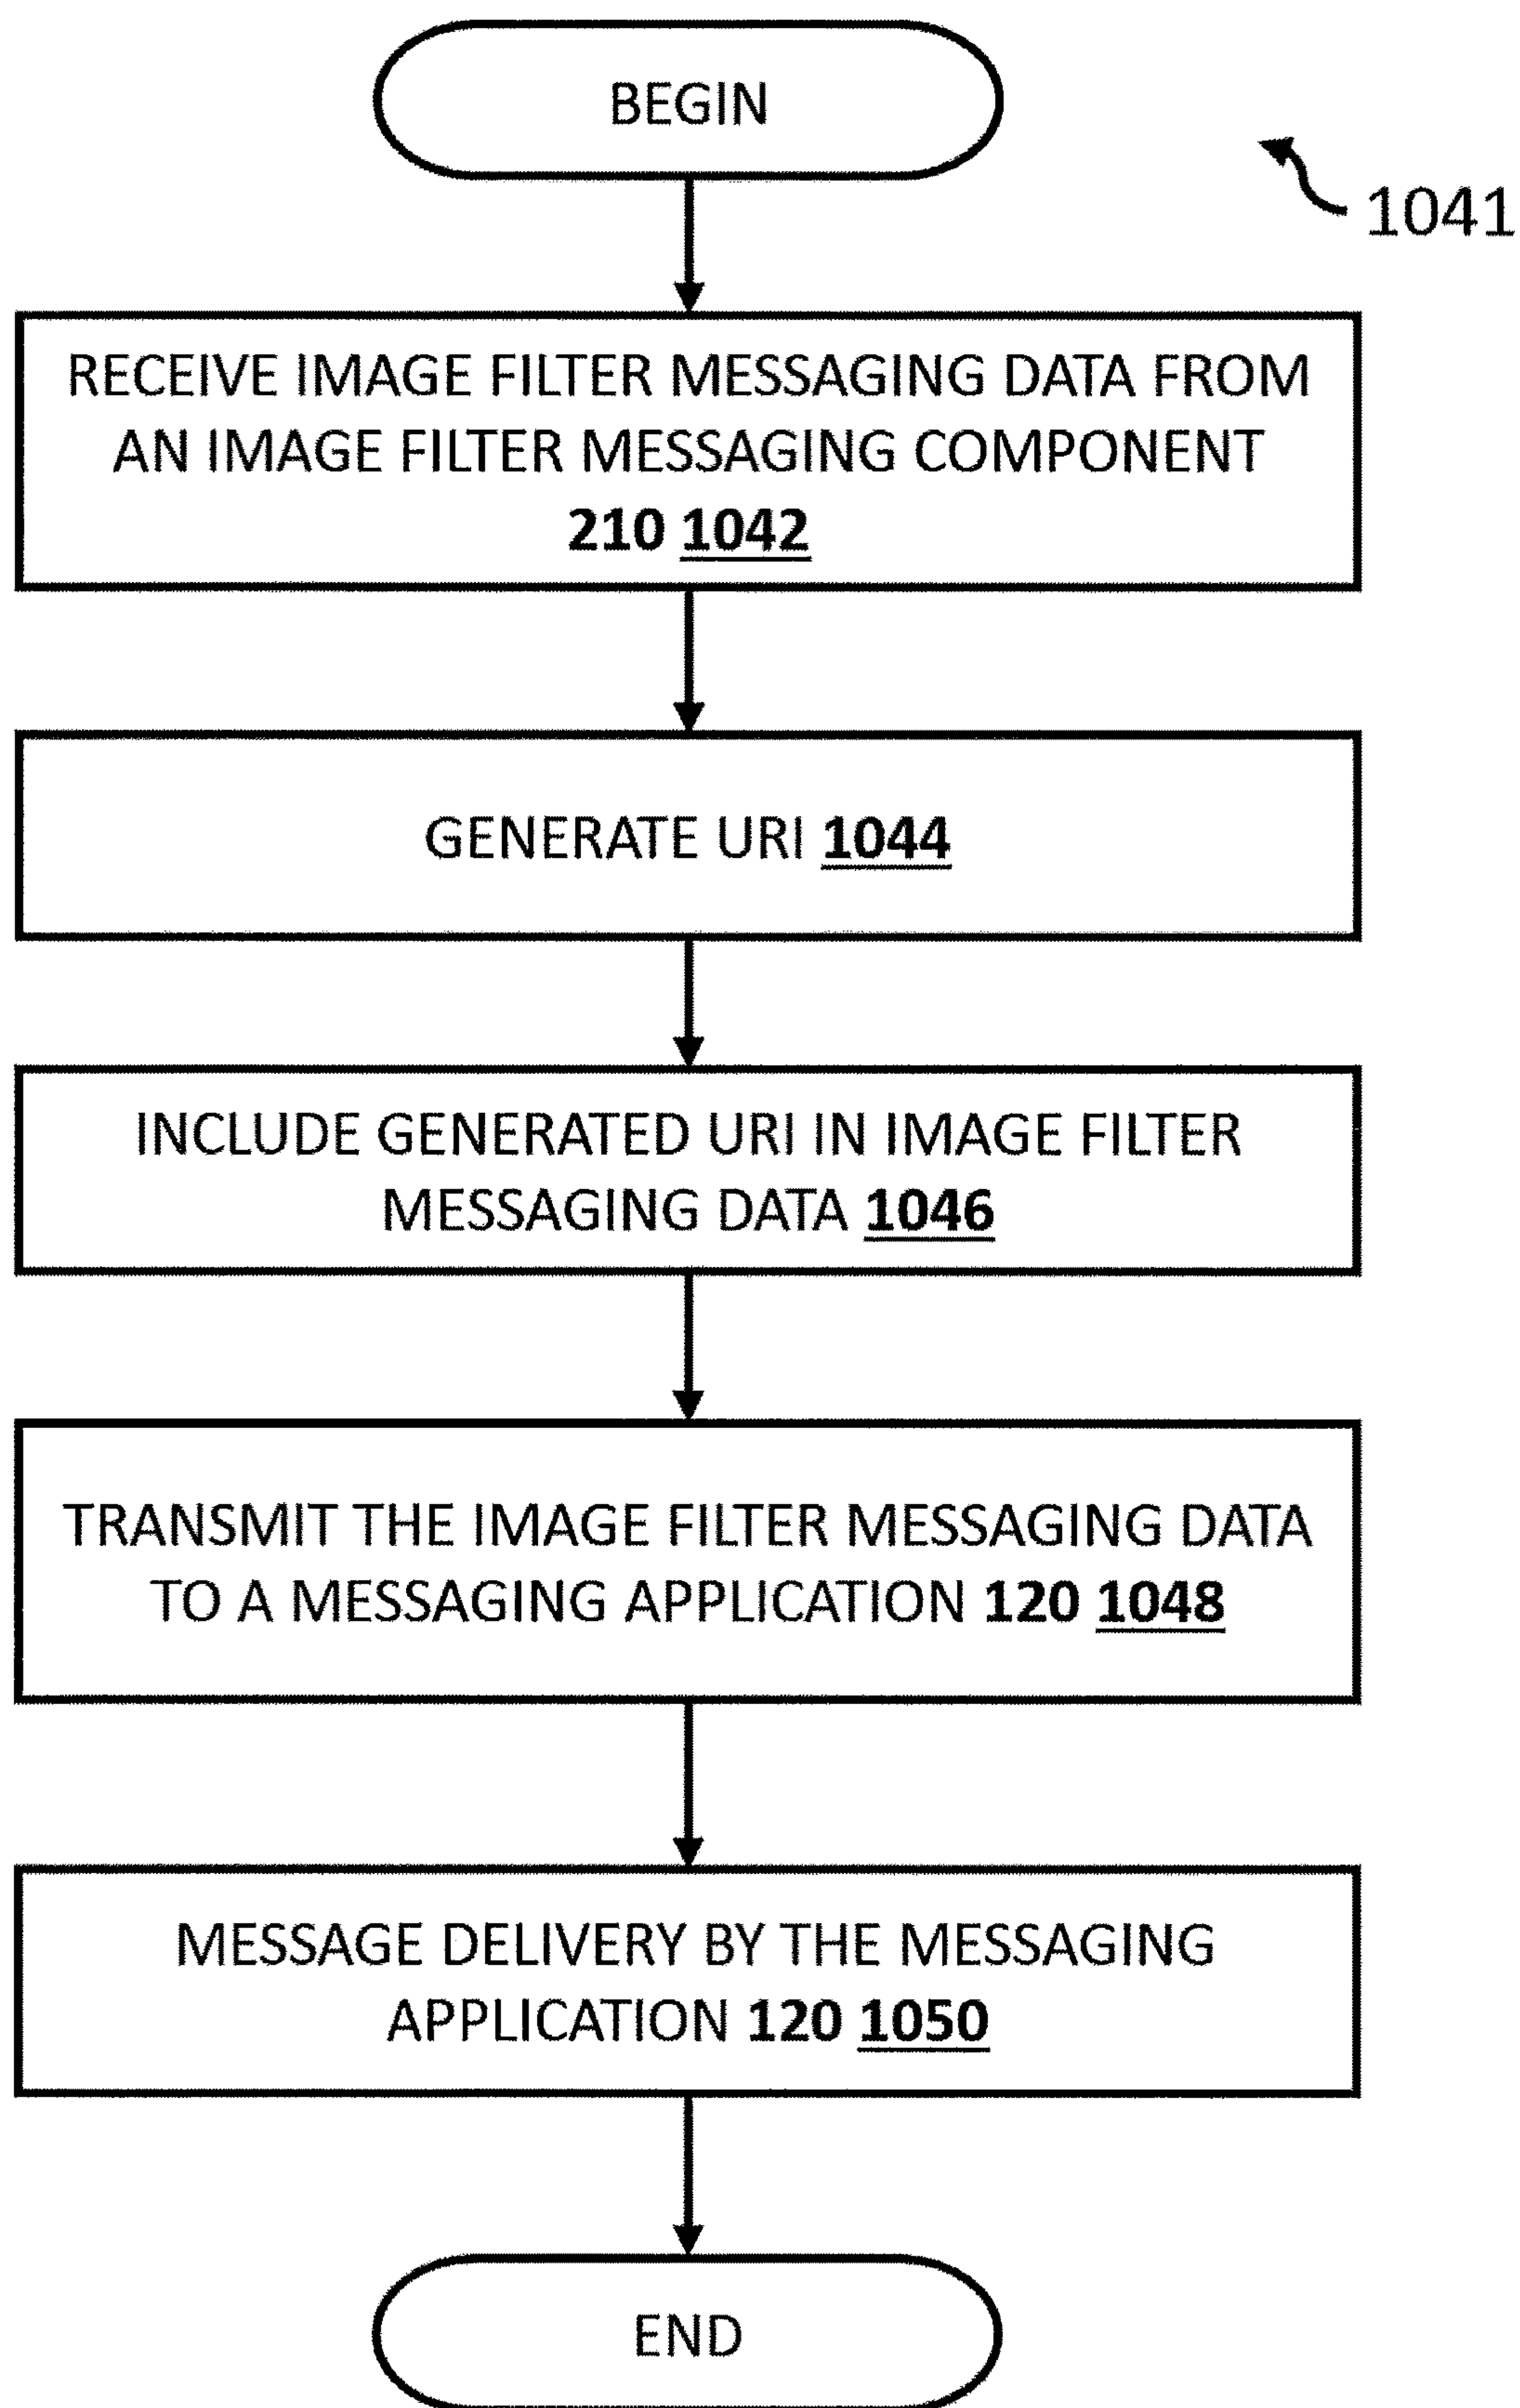 BEGIN
1041
RECEIVE IMAGE FILTER MESSAGING DATA FROM
AN IMAGE FILTER MESSAGING COMPONENT
210 1042
GENERATE URI 1044
INCLUDE GENERATED URI IN IMAGE FILTER
MESSAGING DATA 1046
TRANSMIT THE IMAGE FILTER MESSAGING DATA
TO A MESSAGING APPLICATION 120 1048
MESSAGE DELIVERY BY THE MESSAGING
APPLICATION 120 1050
END